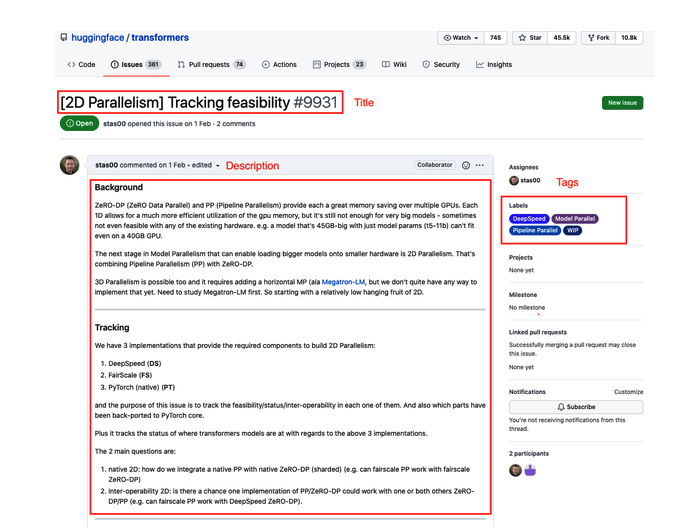 huggingface / transformers
Watch 745 Star 45.5k Fork 10.8k
Code Issues 361 Pull requests 74 Actions Projects 23 Wiki Security Insights
[2D Parallelism] Tracking feasibility #9931
Title
New issue
Open stas00 opened this issue on 1 Feb · 2 comments
stas00 commented on 1 Feb • edited
Description
Collaborator
Background
ZeRO-DP (ZeRO Data Parallel) and PP (Pipeline Parallelism) provide each a great memory saving over multiple GPUs. Each
1D allows for a much more efficient utilization of the gpu memory, but it's still not enough for very big models - sometimes
not even feasible with any of the existing hardware. e.g. a model that's 45GB-big with just model params (t5-11b) can't fit
even on a 40GB GPU.
The next stage in Model Parallelism that can enable loading bigger models onto smaller hardware is 2D Parallelism. That's
combining Pipeline Parallelism (PP) with ZeRO-DP.
3D Parallelism is possible too and it requires adding a horizontal MP (ala Megatron-LM, but we don't quite have any way to
implement that yet. Need to study Megatron-LM first. So starting with a relatively low hanging fruit of 2D.
Tracking
We have 3 implementations that provide the required components to build 2D Parallelism:
1. DeepSpeed (DS)
2. FairScale (FS)
3. PyTorch (native) (PT)
and the purpose of this issue is to track the feasibility/status/inter-operability in each one of them. And also which parts have
been back-ported to PyTorch core.
Plus it tracks the status of where transformers models are at with regards to the above 3 implementations.
The 2 main questions are:
1. native 2D: how do we integrate a native PP with native ZeRO-DP (sharded) (e.g. can fairscale PP work with fairscale
ZeRO-DP)
2. inter-operability 2D: is there a chance one implementation of PP/ZeRO-DP could work with one or both others ZeRO-
DP/PP (e.g. can fairscale PP work with DeepSpeed ZeRO-DP).
Assignees
stas00
Tags
Labels
DeepSpeed Model Parallel
Pipeline Parallel WIP
Projects
None yet
Milestone
No milestone
Linked pull requests
Successfully merging a pull request may close
this issue.
None yet
Notifications Customize
Subscribe
You're not receiving notifications from this
thread.
2 participants